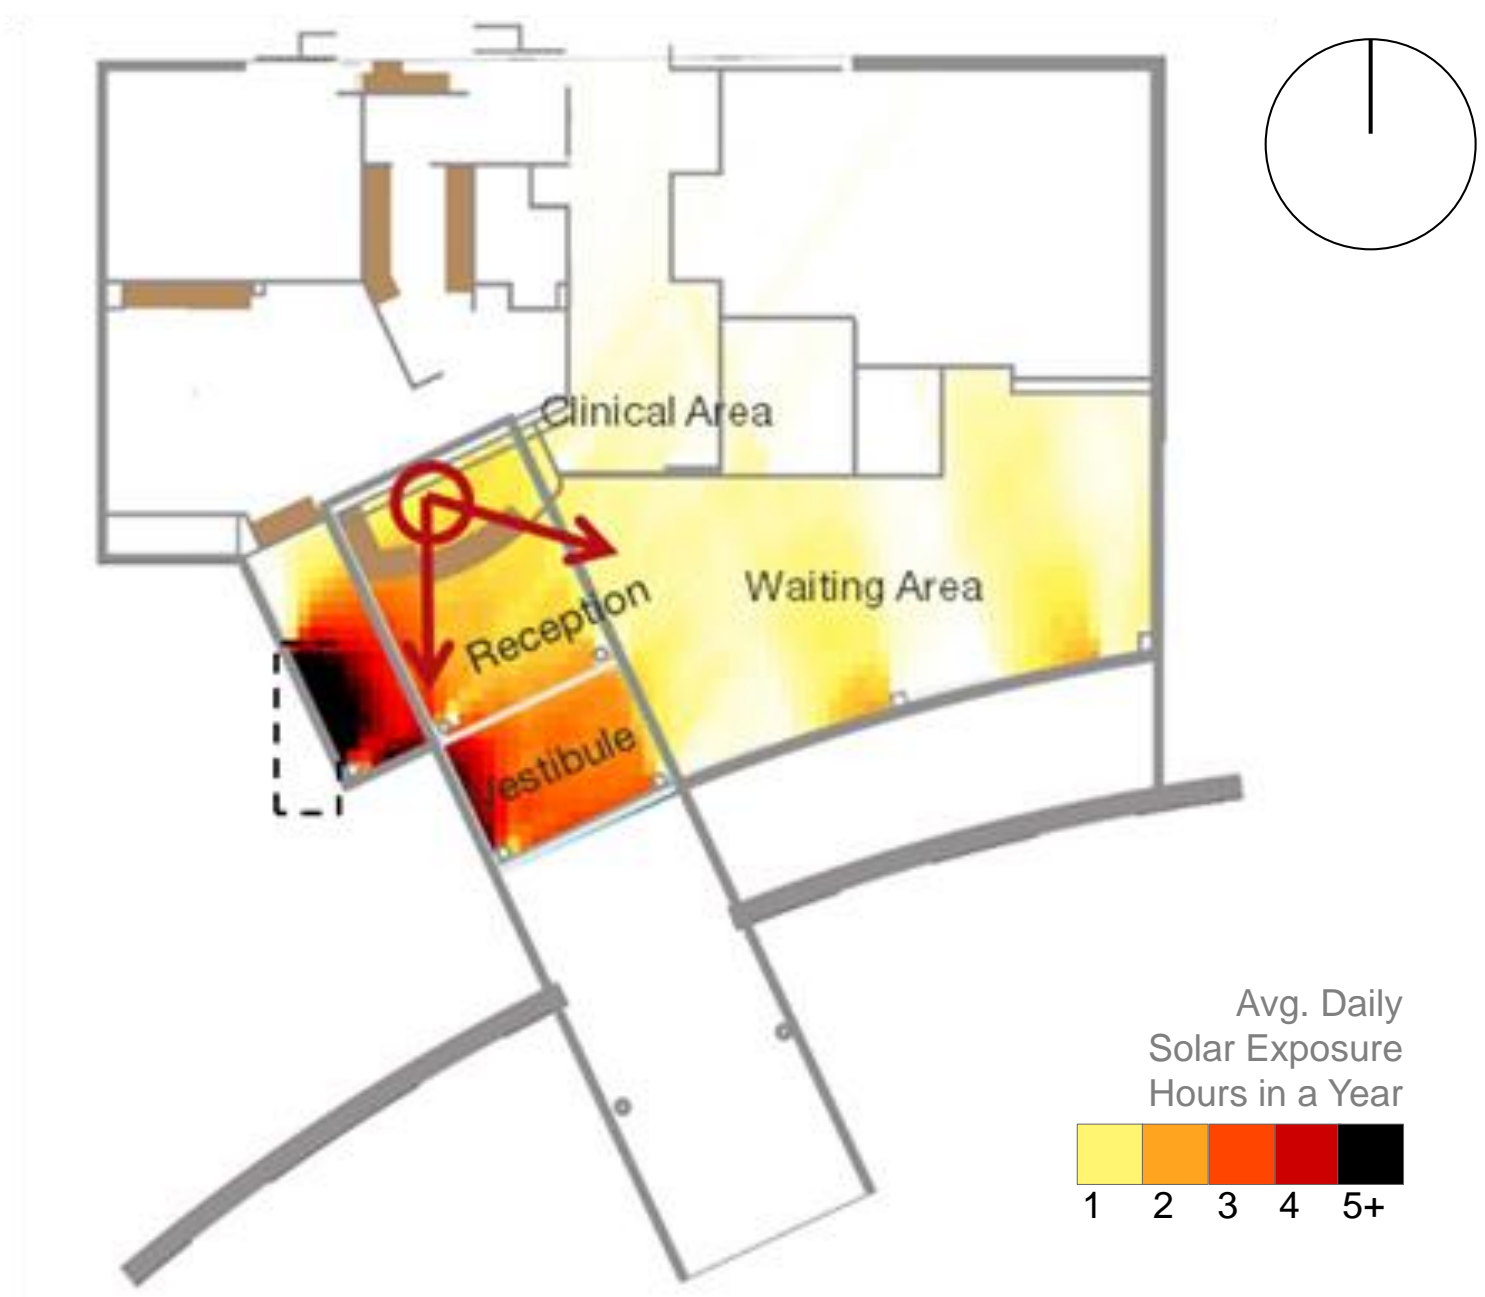 Clinical Area
Waiting Area
Reception
Vestibule
Avg. Daily
Solar Exposure
Hours in a Year
1 2 3 4 5+